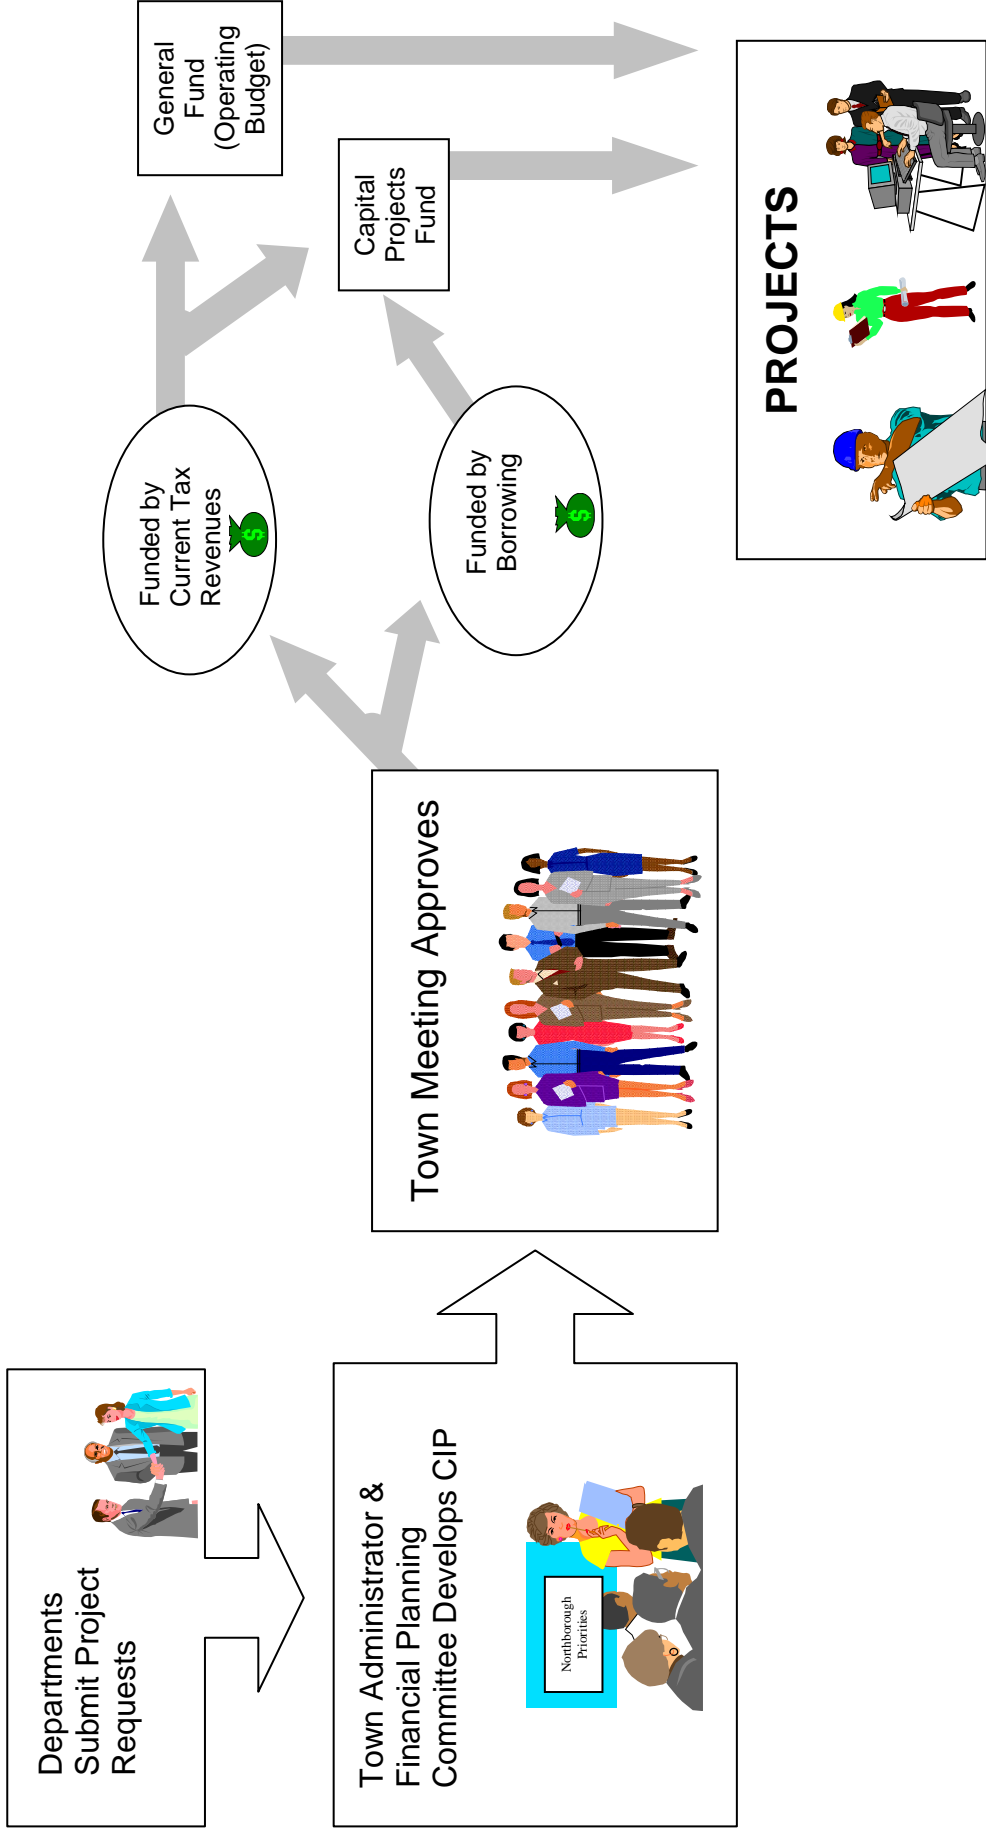 Departments
Submit Project
Requests
Town Administrator &
Financial Planning
Committee Develops CIP
Northborough
Priorities
Town Meeting Approves
Funded by
Current Tax
Revenues
$
Funded by
Borrowing
$
General
Fund
(Operating
Budget)
Capital
Projects
Fund
PROJECTS